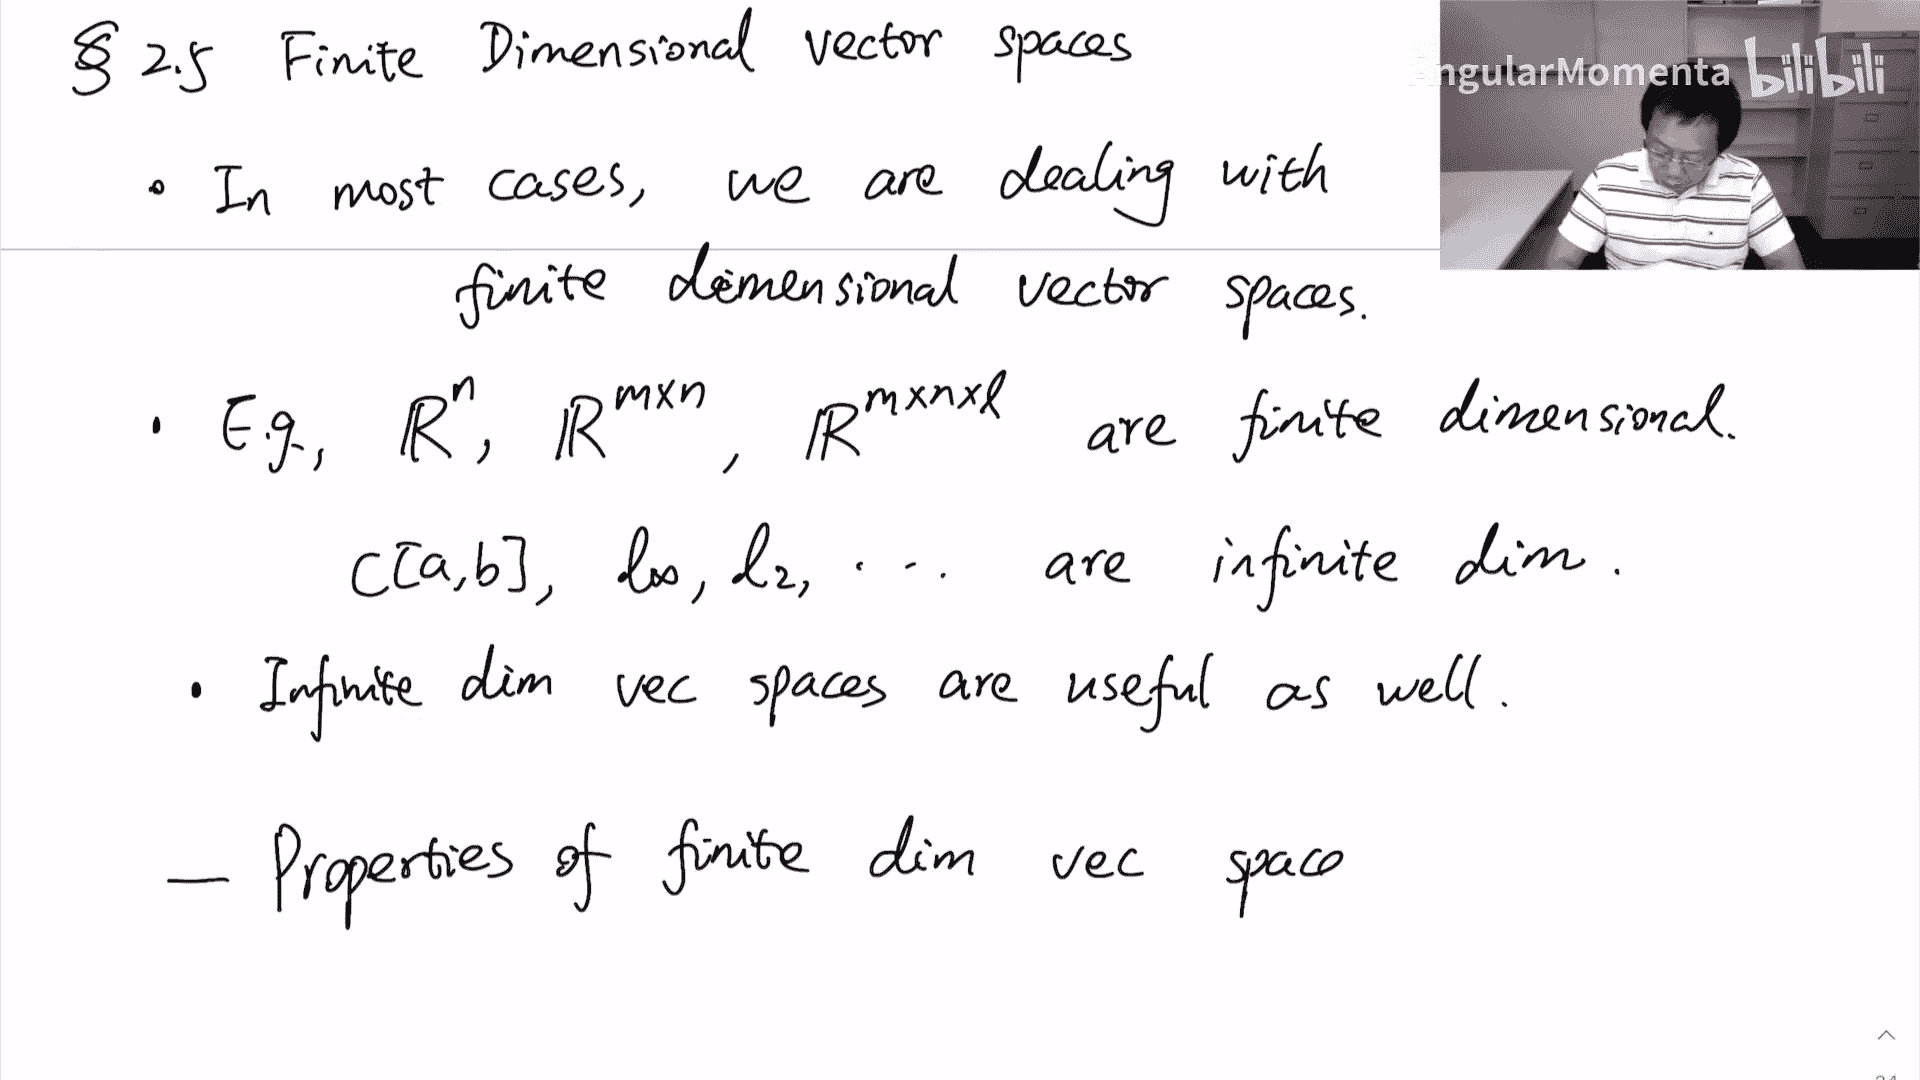 § 2.5 Finite Dimensional vector spaces
AngularMomenta bilibili
• In most cases, we are dealing with
finite dimensional vector spaces.
• E.g., ℝⁿ, ℝ^{m×n}, ℝ^{m×n×l} are finite dimensional.
C[a,b], l∞, l₂, ... are infinite dim.
• Infinite dim vec spaces are useful as well.
— Properties of finite dim vec space